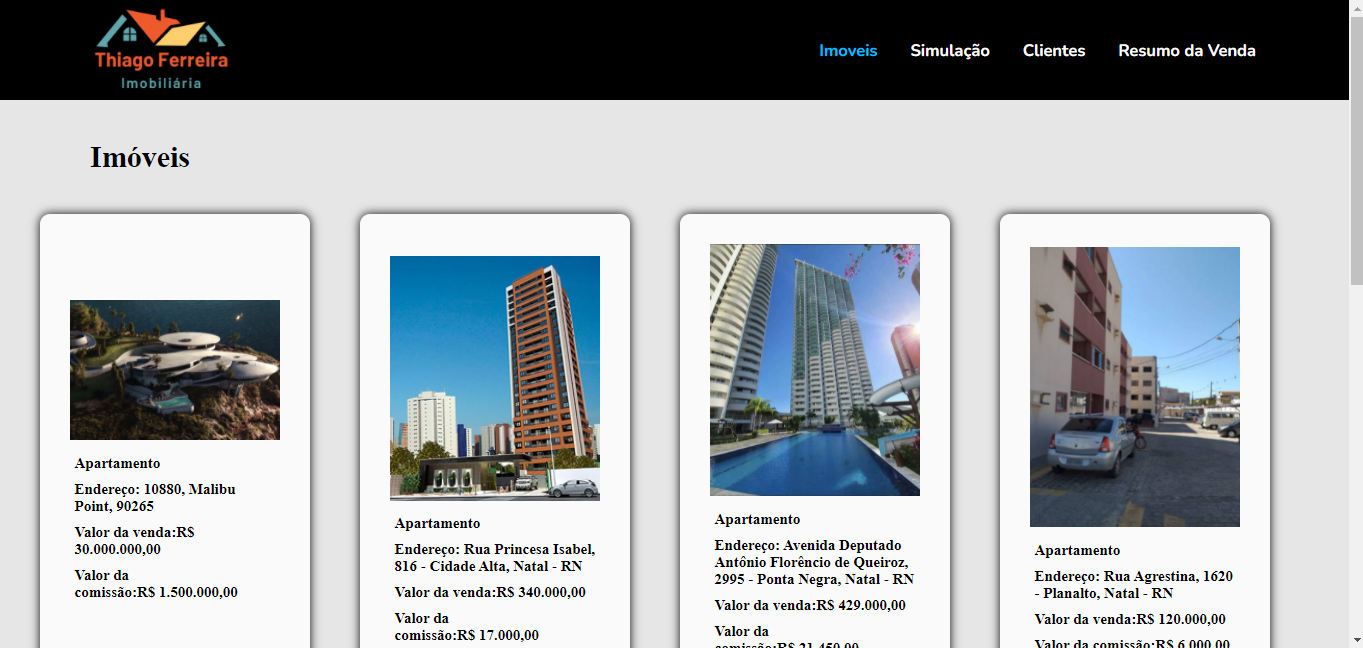 Thiago Ferreira
Imobiliária
Imoveis
Simulação
Clientes
Resumo da Venda
Imóveis
Apartamento
Endereço: 10880, Malibu
Point, 90265
Valor da venda:R$
30.000.000,00
Valor da
comissão:R$ 1.500.000,00
Apartamento
Endereço: Rua Princesa Isabel,
816 - Cidade Alta, Natal - RN
Valor da venda:R$ 340.000,00
Valor da
comissão:R$ 17.000,00
Apartamento
Endereço: Avenida Deputado
Antônio Florêncio de Queiroz,
2995 - Ponta Negra, Natal - RN
Valor da venda:R$ 429.000,00
Valor da
comissão:R$ 21.450,00
Apartamento
Endereço: Rua Agrestina, 1620
- Planalto, Natal - RN
Valor da venda:R$ 120.000,00
Valor da comissão:R$ 6.000,00